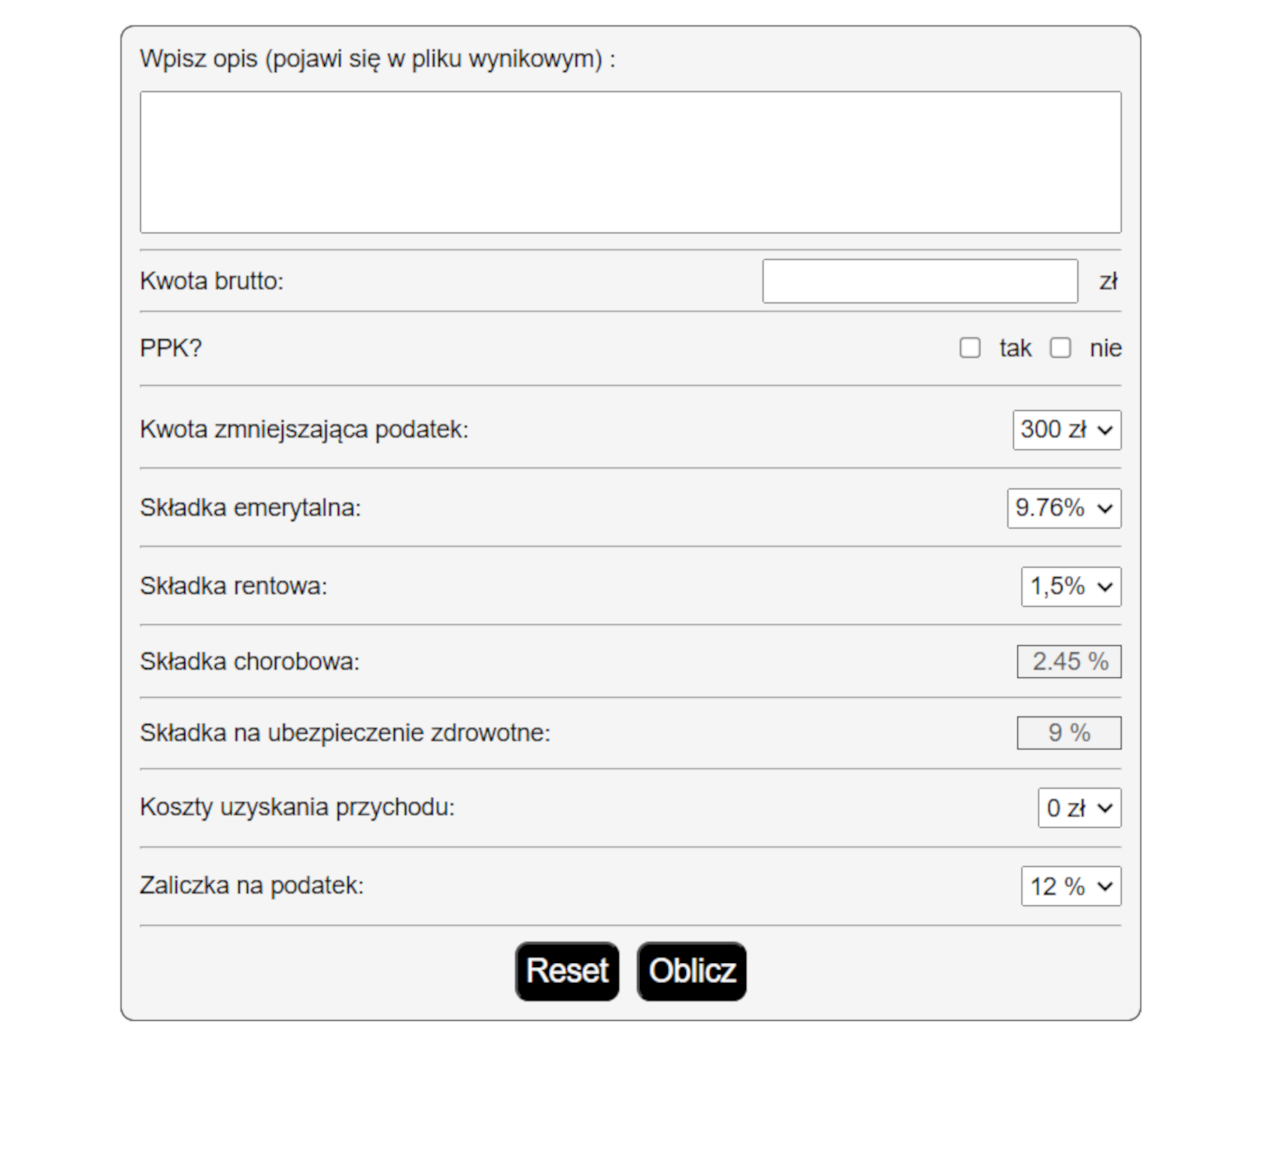 Wpisz opis (pojawi się w pliku wynikowym) :
Kwota brutto: zł
PPK? tak nie
Kwota zmniejszająca podatek: 300 zł
Składka emerytalna: 9.76%
Składka rentowa: 1,5%
Składka chorobowa: 2.45 %
Składka na ubezpieczenie zdrowotne: 9 %
Koszty uzyskania przychodu: 0 zł
Zaliczka na podatek: 12 %
Reset Oblicz